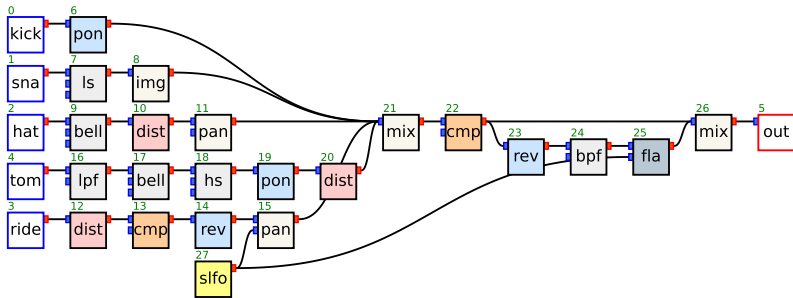 0 6
kick pon
1 7 8
sna ls img
2 9 10 11 21 22 26 5
hat bell dist pan mix cmp mix out
23 24 25
rev bpf fla
4 16 17 18 19 20
tom lpf bell hs pon dist
3 12 13 14 15
ride dist cmp rev pan
27
slfo